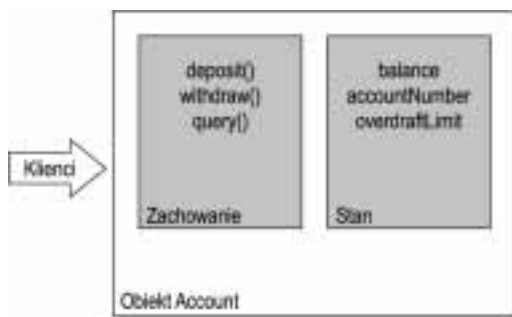 deposit()
withdraw()
query()
Zachowanie
balance
accountNumber
overdraftLimit
Stan
Klienci
Obiekt Account